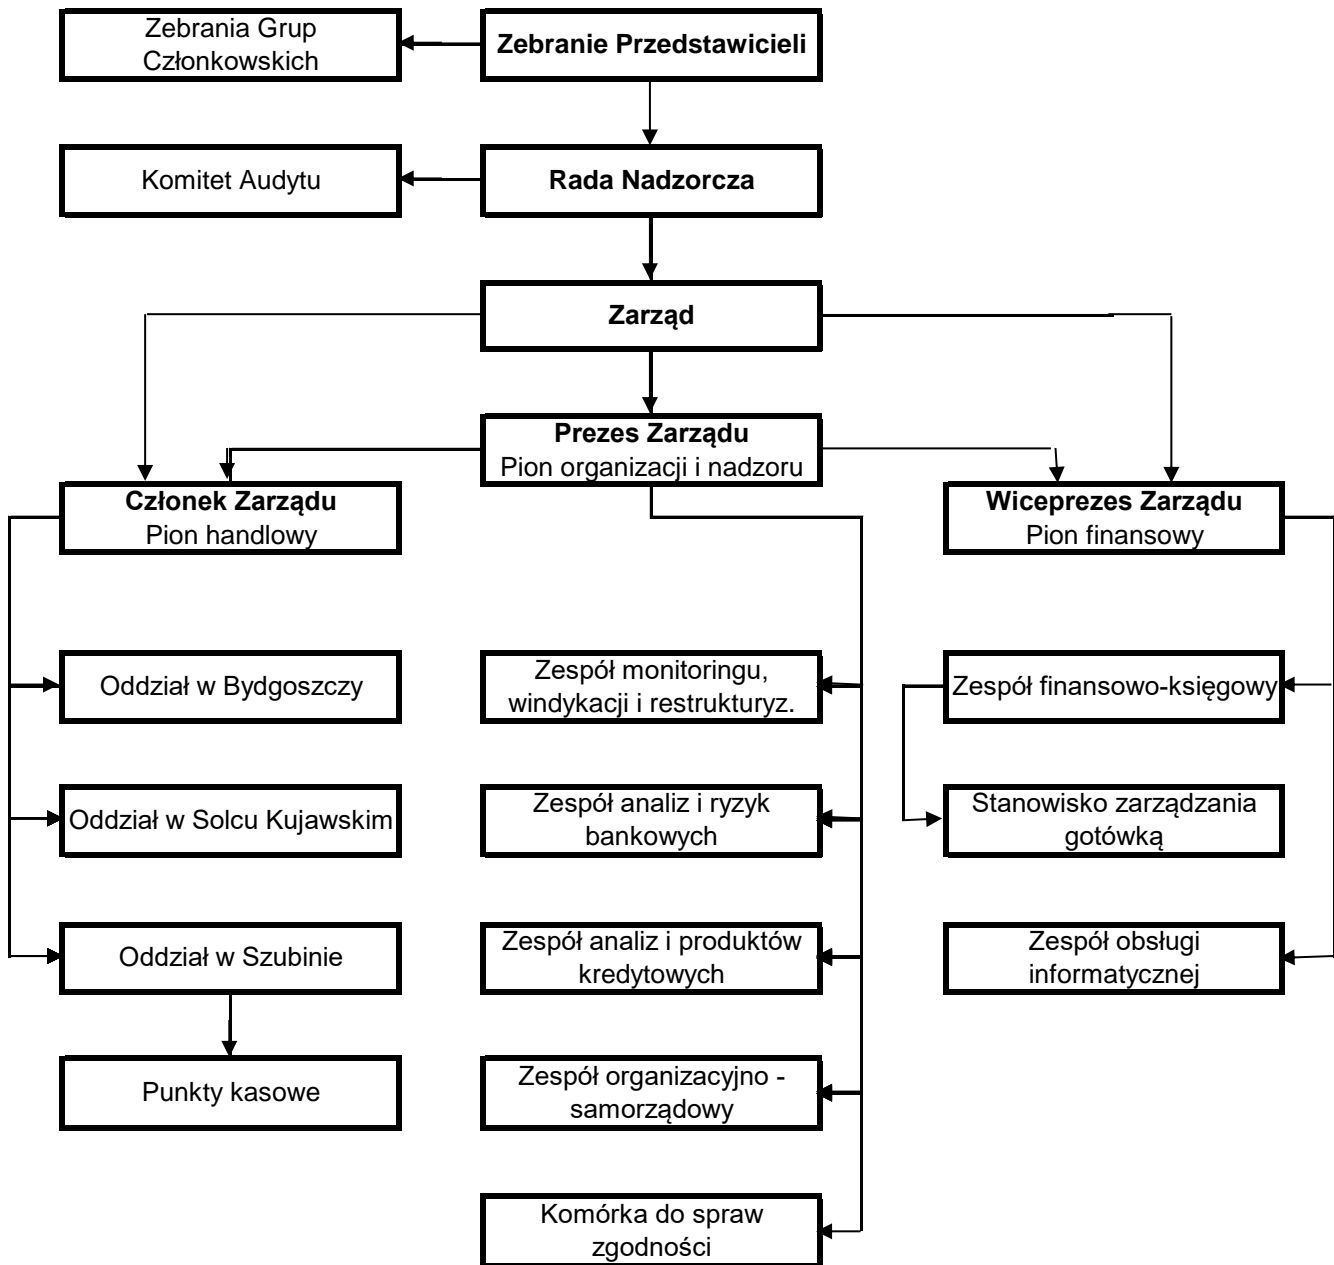 Zebrania Grup
Członkowskich
Zebranie Przedstawicieli
Komitet Audytu
Rada Nadzorcza
Zarząd
Prezes Zarządu
Pion organizacji i nadzoru
Członek Zarządu
Pion handlowy
Wiceprezes Zarządu
Pion finansowy
Oddział w Bydgoszczy
Zespół monitoringu,
windykacji i restrukturyz.
Zespół finansowo-księgowy
Oddział w Solcu Kujawskim
Zespół analiz i ryzyk
bankowych
Stanowisko zarządzania
gotówką
Oddział w Szubinie
Zespół analiz i produktów
kredytowych
Zespół obsługi
informatycznej
Punkty kasowe
Zespół organizacyjno -
samorządowy
Komórka do spraw
zgodności